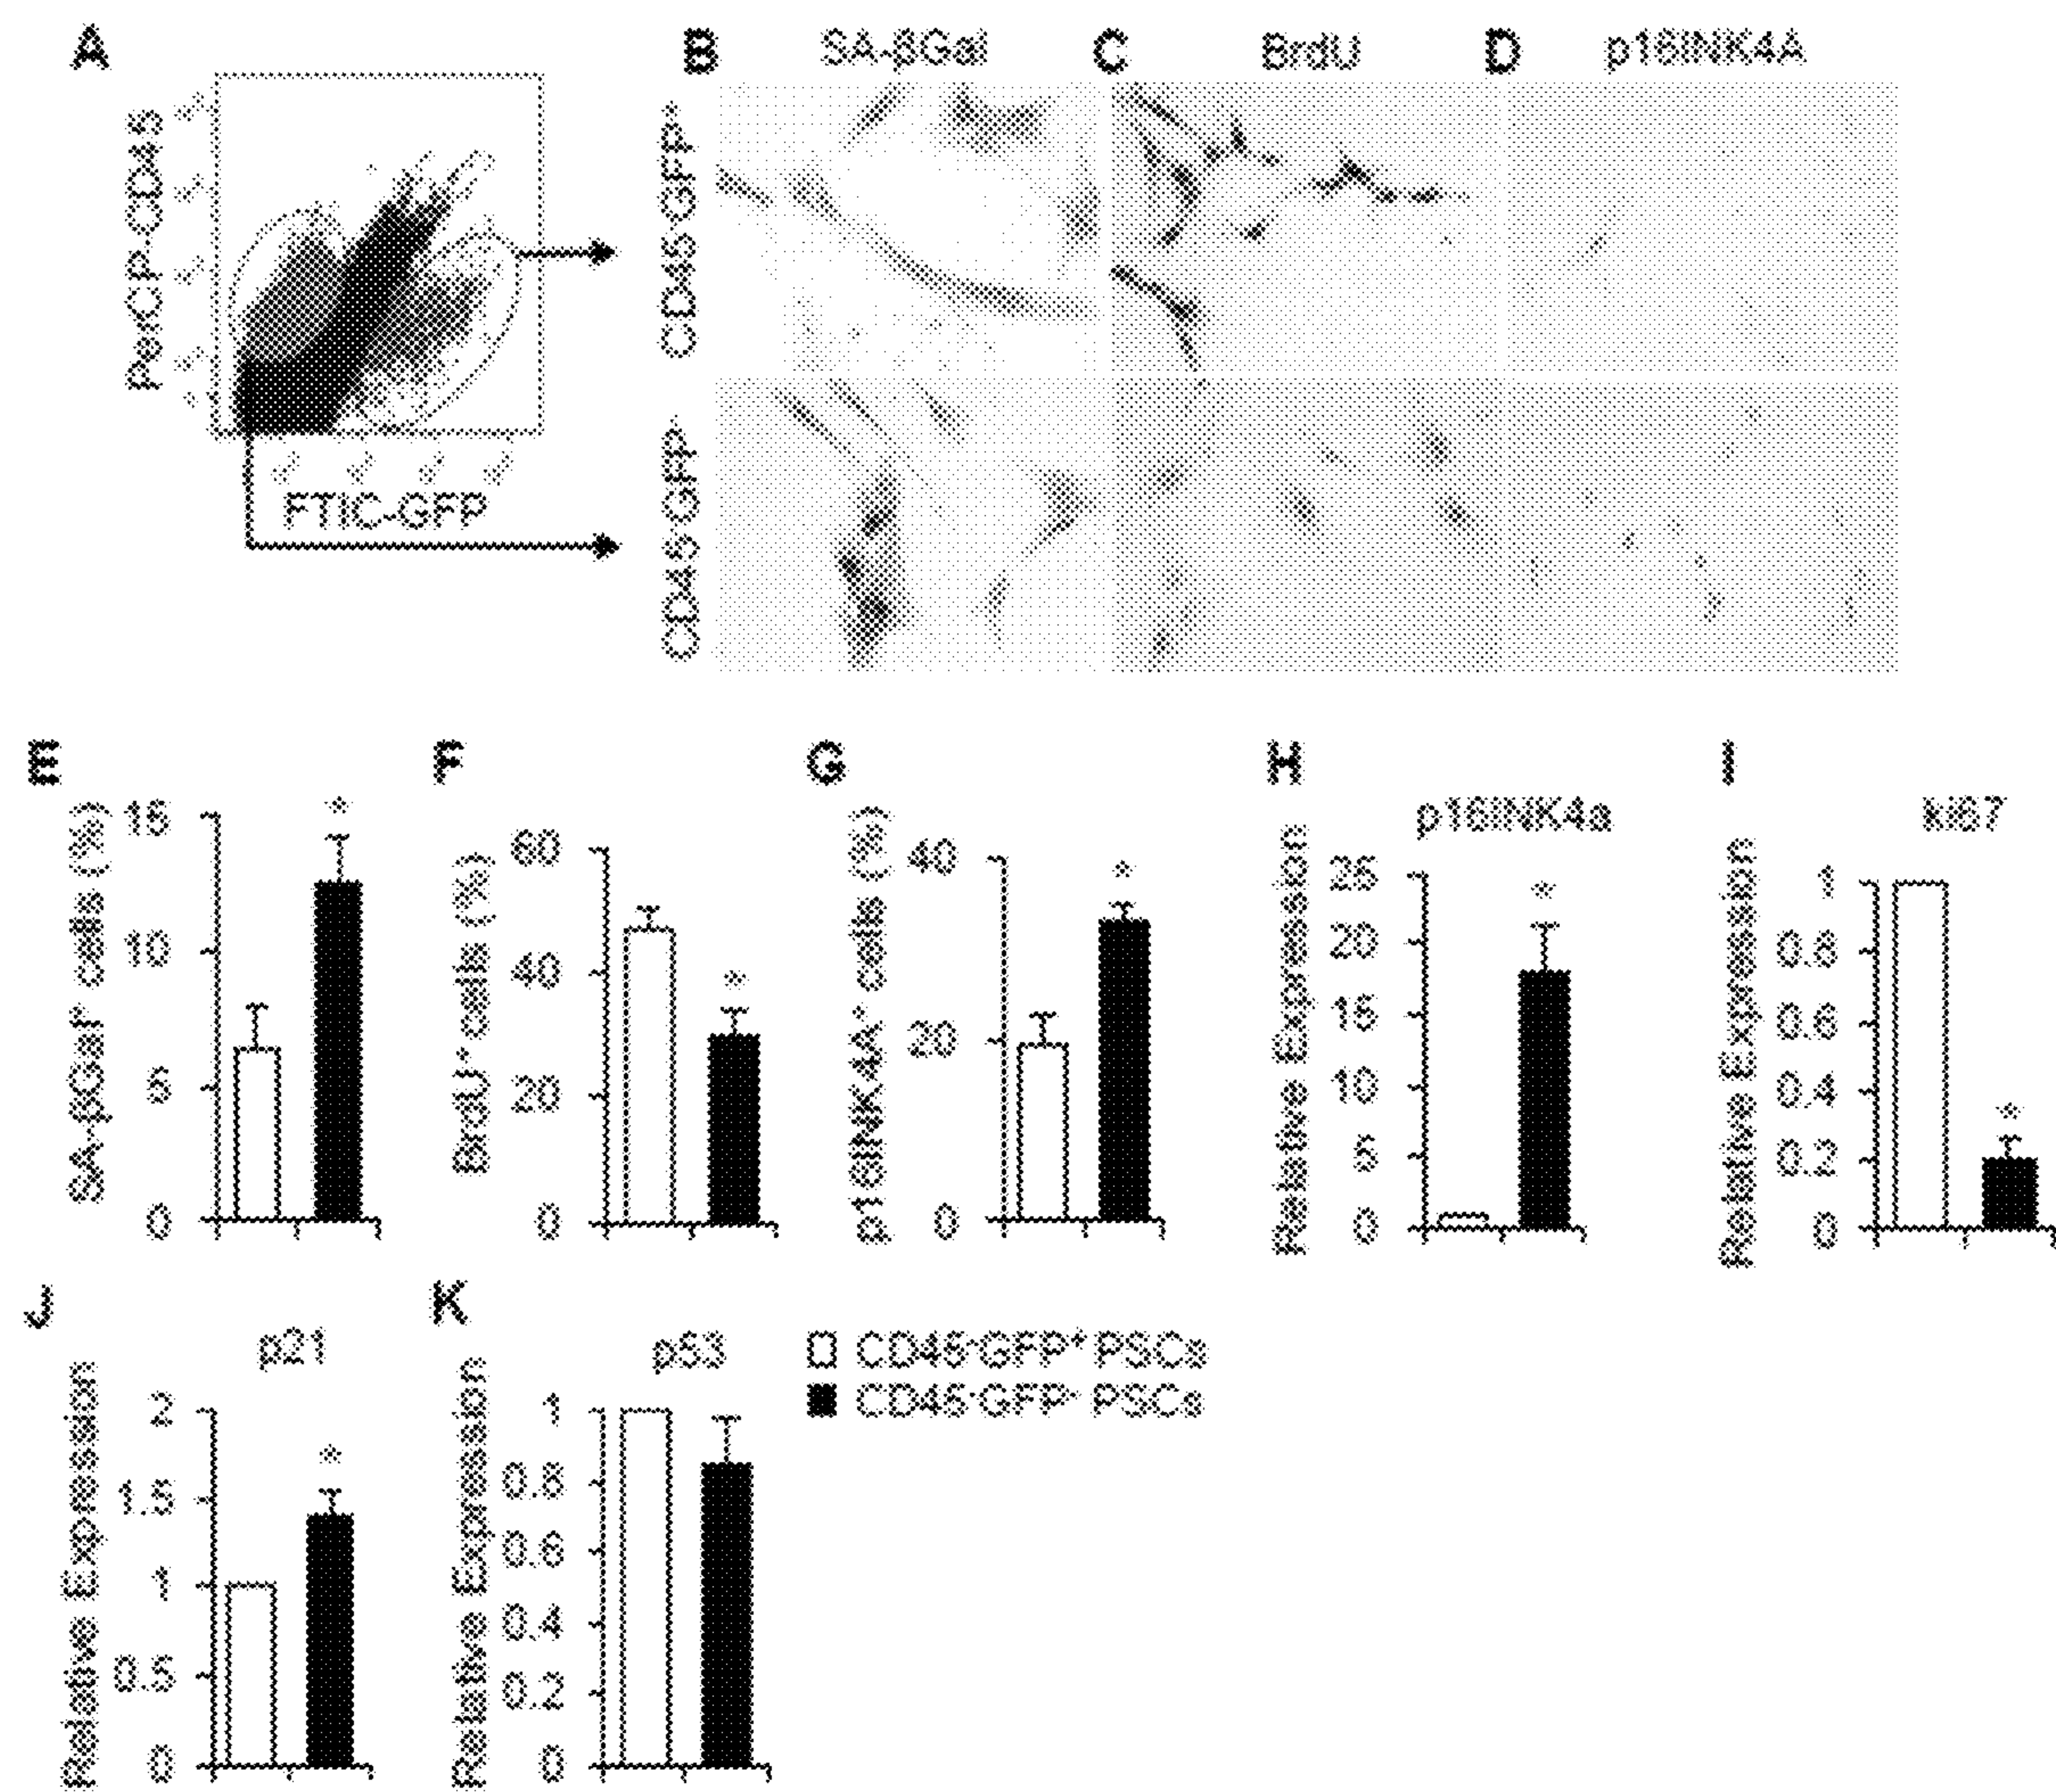 A
PerCP-CD45
FTIC-GFP
B SA-βGal C BrdU D p16INK4A
CD45-GFP+
CD45-GFP-
E
SA-βGal+ cells (%)
15
10
5
0
*
F
BrdU+ cells (%)
60
40
20
0
*
G
p16INK4A+ cells (%)
40
20
0
*
H
p16INK4a
Relative Expression
25
20
15
10
5
0
*
I
ki67
Relative Expression
1
0.8
0.6
0.4
0.2
0
*
J
p21
Relative Expression
2
1.5
1
0.5
0
*
K
p53
Relative Expression
1
0.8
0.6
0.4
0.2
0
CD45-GFP+ PSCs
CD45-GFP- PSCs